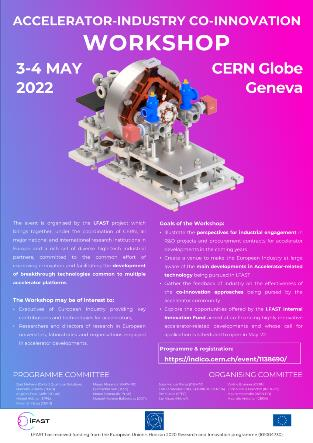 ACCELERATOR-INDUSTRY CO-INNOVATION
WORKSHOP
3-4 MAY
2022
CERN Globe
Geneva
The event is organised by the I.FAST project which
brings together, under the coordination of CERN, all
major national and international research institutions in
Europe and a rich set of diverse high-tech industrial
partners, committed to the common effort of
innovation and facilitating the development
of breakthrough technologies common to multiple
accelerator platforms.
The Workshop may be of interest to:
Executives of European industry providing key
contributions and technologies for accelerators,
Researchers and directors of research in European
universities, laboratories and organisations engaged
in accelerator developments.
Goals of the Workshop:
Illustrate the perspectives for industrial engagement in
R&D projects and procurement contracts for accelerator
developments in the coming years
Create a venue to make the European Industry at large
aware of the main developments in Accelerator-related
technology being pursued in I.FAST
Gather the feedback of industry on the effectiveness of
the co-innovation approaches being pursued by the
accelerator community
Explore the opportunities offered by the I.FAST Internal
Innovation Fund aimed at co-financing highly innovative
accelerator-related developments and whose call for
application is scheduled to open in May 22
Programme & registration:
https://indico.cern.ch/event/1138690/
PROGRAMME COMMITTEE
ORGANISING COMMITTEE
iFAST
I.FAST has received funding from the European Union's Horizon 2020 Research and Innovation programme